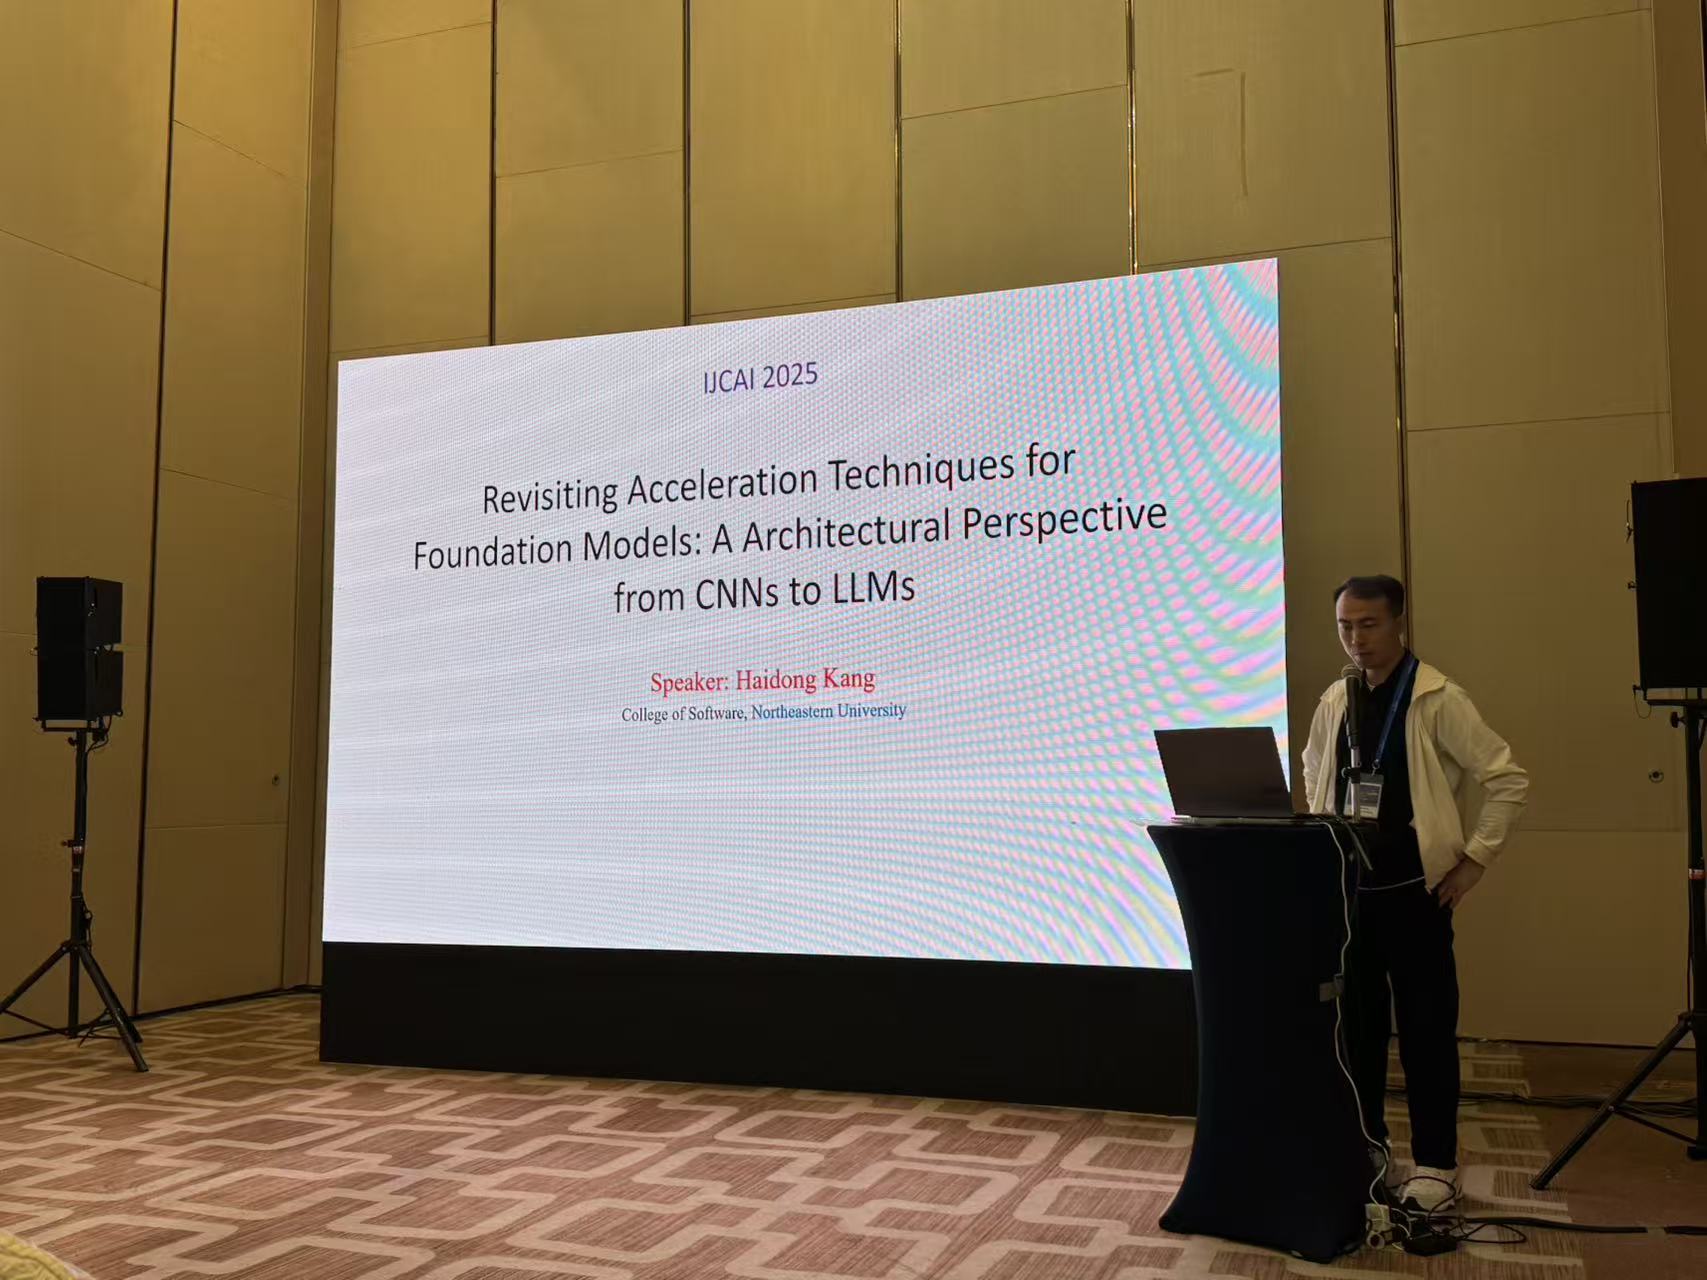 IJCAI 2025
Revisiting Acceleration Techniques for
Foundation Models: A Architectural Perspective
from CNNs to LLMs
Speaker: Haidong Kang
College of Software, Northeastern University